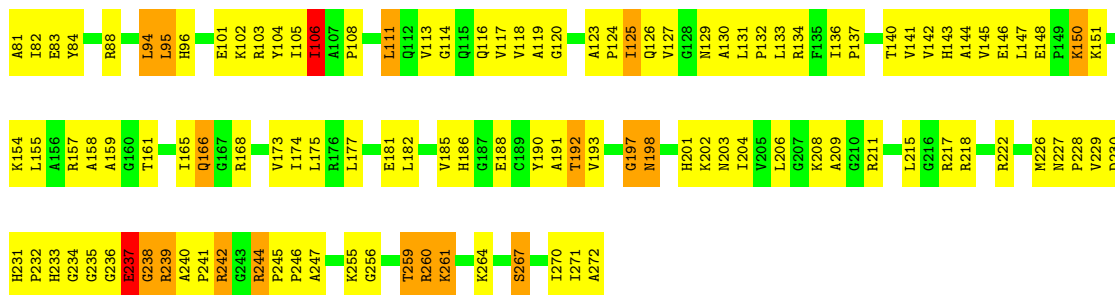 A81 I82 E83 Y84 R88 L94 L95 H96 E101 K102 R103 Y104 I105 I106 A107 P108 L111 Q112 V113 G114 Q115 Q116 V117 V118 A119 G120 A123 P124 I125 Q126 V127 G128 N129 A130 L131 P132 L133 R134 F135 I136 P137 T140 V141 V142 H143 A144 V145 E146 L147 E148 P149 K150 K151
K154 L155 A156 R157 A158 A159 G160 T161 I165 Q166 G167 R168 V173 I174 L175 R176 L177 E181 L182 V185 H186 G187 E188 C189 Y190 A191 T192 V193 G197 N198 H201 K202 N203 I204 V205 L206 G207 K208 A209 G210 R211 L215 G216 R217 R218 R222 M226 N227 P228 V229
H231 P232 H233 G234 G235 G236 E237 G238 R239 A240 P241 R242 G243 R244 P245 P246 A247 K255 G256 T259 R260 K261 K264 S267 I270 I271 A272